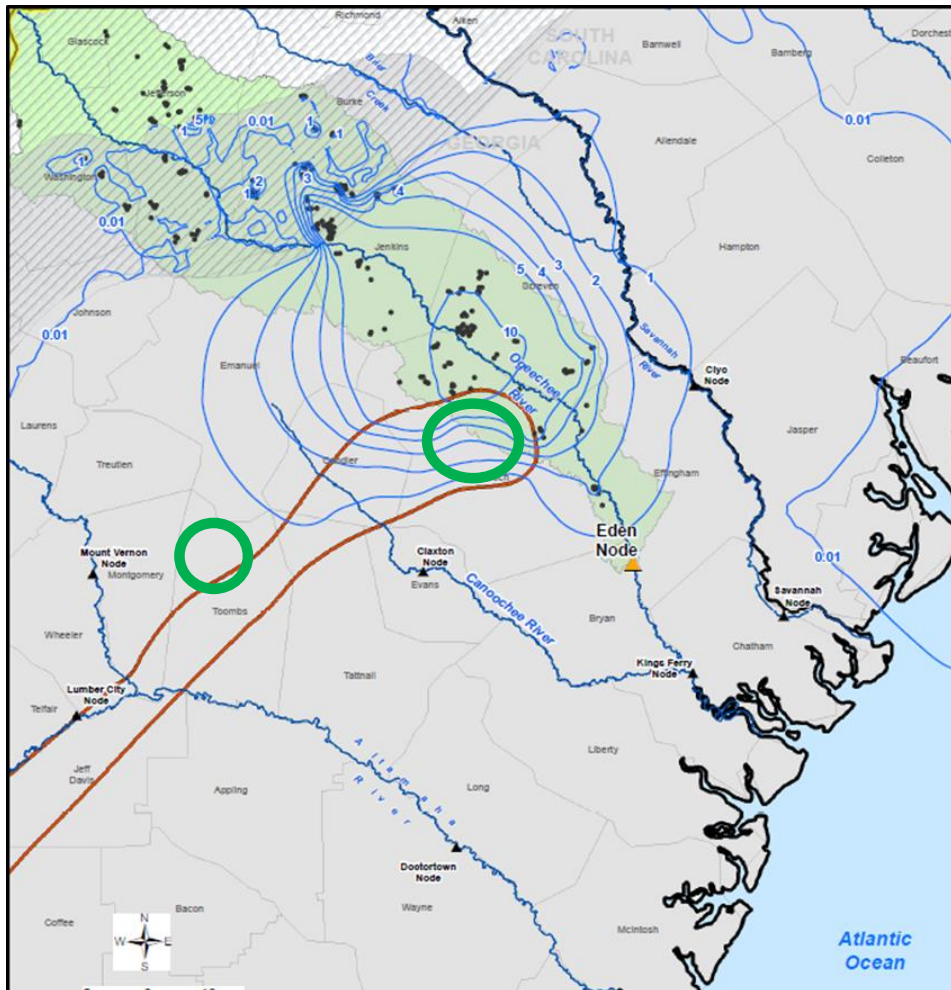 Richmond
Aiken
Glascock
SOUTH
CAROLINA
Barnwell
Bamberg
Dorchest
Brier
Creek
Jefferson
Burke
5
1
0.01
1
1
0.01
Allendale
Colleton
GEORGIA
1
Washington
2
1
3
4
0.01
Jenkins
Hampton
5
4
3
2
1
Screven
Johnson
0.01
10
Savannah
River
Beaufort
Emanuel
Ogeechee
River
Clyo
Node
Laurens
Jasper
Treutlen
Candler
Effingham
Eden
Node
0.01
Mount Vernon
Node
Montgomery
Claxton
Node
Evans
Savannah
Node
Toombs
Canoochee River
Bryan
Wheeler
Chatham
Tattnall
Kings Ferry
Node
Lumber City
Node
Telfair
Liberty
Jeff
Davis
Altamaha
River
Appling
Long
Doctortown
Node
Bacon
Wayne
Coffee
McIntosh
N
W E
S
Atlantic
Ocean